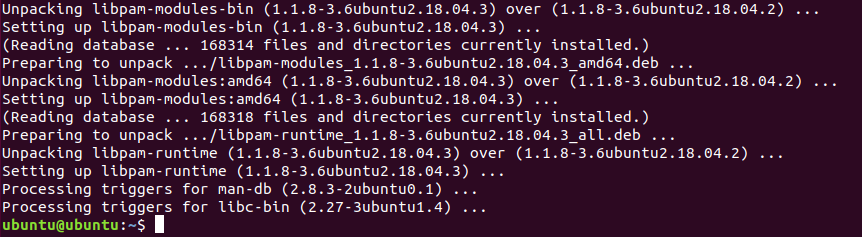 Unpacking libpam-modules-bin (1.1.8-3.6ubuntu2.18.04.3) over (1.1.8-3.6ubuntu2.18.04.2) ...
Setting up libpam-modules-bin (1.1.8-3.6ubuntu2.18.04.3) ...
(Reading database ... 168314 files and directories currently installed.)
Preparing to unpack .../libpam-modules_1.1.8-3.6ubuntu2.18.04.3_amd64.deb ...
Unpacking libpam-modules:amd64 (1.1.8-3.6ubuntu2.18.04.3) over (1.1.8-3.6ubuntu2.18.04.2) ...
Setting up libpam-modules:amd64 (1.1.8-3.6ubuntu2.18.04.3) ...
(Reading database ... 168318 files and directories currently installed.)
Preparing to unpack .../libpam-runtime_1.1.8-3.6ubuntu2.18.04.3_all.deb ...
Unpacking libpam-runtime (1.1.8-3.6ubuntu2.18.04.3) over (1.1.8-3.6ubuntu2.18.04.2) ...
Setting up libpam-runtime (1.1.8-3.6ubuntu2.18.04.3) ...
Processing triggers for man-db (2.8.3-2ubuntu0.1) ...
Processing triggers for libc-bin (2.27-3ubuntu1.4) ...
ubuntu@ubuntu:~$